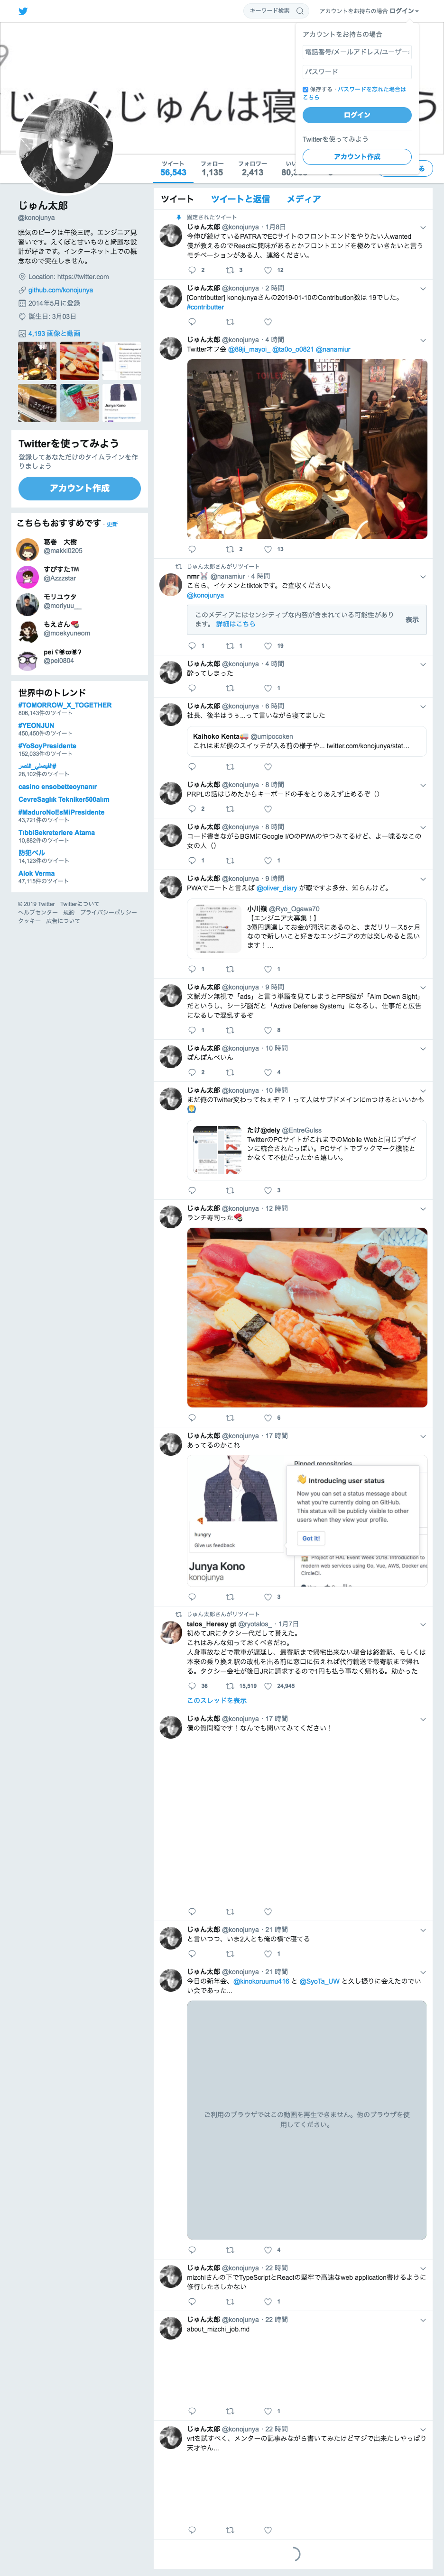 キーワード検索
アカウントをお持ちの場合 ログイン
アカウントをお持ちの場合
電話番号/メールアドレス/ユーザー
パスワード
保存する · パスワードを忘れた場合は
こちら
ログイン
Twitterを使ってみよう
アカウント作成
ツイート
56,543
フォロー
1,135
フォロワー
2,413
じゅん太郎
@konojunya
眠気のピークは午後三時。エンジニア見
習いです。えくぼと甘いものと綺麗な設
計が好きです。インターネット上での概
念なので実在しません。
Location: https://twitter.com
github.com/konojunya
2014年5月に登録
誕生日: 3月03日
4,193 画像と動画
Twitterを使ってみよう
登録してあなただけのタイムラインを作
りましょう
アカウント作成
こちらもおすすめです · 更新
葛巻 大樹
@makki0205
すぴすた™
@Azzzstar
モリユウタ
@moriyuu__
もえさん
@moekyuneom
@pei0804
世界中のトレンド
#TOMORROW_X_TOGETHER
806,143件のツイート
#YEONJUN
450,450件のツイート
#YoSoyPresidente
152,033件のツイート
#الفيصلي_النصر
28,102件のツイート
casino ensobetteoynanır
CevreSaglık Tekniker500alım
#MaduroNoEsMiPresidente
43,721件のツイート
TıbbiSekreterlere Atama
10,882件のツイート
防犯ベル
14,123件のツイート
Alok Verma
47,115件のツイート
© 2019 Twitter Twitterについて
ヘルプセンター 規約 プライバシーポリシー
クッキー 広告について
ツイート ツイートと返信 メディア
固定されたツイート
じゅん太郎 @konojunya · 1月8日
今伸び続けているPATRAでECサイトのフロントエンドをやりたい人wanted
僕が教えるのでReactに興味があるとかフロントエンドを極めていきたいと言う
モチベーションがある人、連絡ください。
2 3 12
じゅん太郎 @konojunya · 2 時間
[Contributter] konojunyaさんの2019-01-10のContribution数は 19でした。
#contributter
じゅん太郎 @konojunya · 4 時間
Twitterオフ会 @89ji_mayoi_ @ta0o_o0821 @nanamiur
2 13
じゅん太郎さんがリツイート
nmr @nanamiur · 4 時間
こちら、イケメンとtiktokです。ご査収ください。
@konojunya
このメディアにはセンシティブな内容が含まれている可能性があり
ます。 詳細はこちら
表示
1 1 19
じゅん太郎 @konojunya · 4 時間
酔ってしまった
1
じゅん太郎 @konojunya · 6 時間
社長、後半はうぅ...って言いながら寝てました
Kaihoko Kenta @umipocoken
これはまだ僕のスイッチが入る前の様子や... twitter.com/konojunya/stat…
じゅん太郎 @konojunya · 8 時間
PRPLの話はじめたからキーボードの手をとりあえず止めるぞ（）
2
じゅん太郎 @konojunya · 8 時間
コード書きながらBGMにGoogle I/OのPWAのやつみてるけど、よー喋るなこの
女の人（）
1 1
じゅん太郎 @konojunya · 9 時間
PWAでニートと言えば @oliver_diary が暇ですよ多分、知らんけど。
小川嶺 @Ryo_Ogawa70
【エンジニア大募集！】
3億円調達してお金が潤沢にあるのと、まだリリース5ヶ月
なので新しいこと好きなエンジニアの方は楽しめると思い
ます！…
1 1
じゅん太郎 @konojunya · 9 時間
文脈ガン無視で「ads」と言う単語を見てしまうとFPS脳が「Aim Down Sight」
だというし、シージ脳だと「Active Defense System」になるし、仕事だと広告
になるしで混乱するぞ
1 8
じゅん太郎 @konojunya · 10 時間
ぽんぽんぺいん
2 4
じゅん太郎 @konojunya · 10 時間
まだ俺のTwitter変わってねぇぞ？！って人はサブドメインにmつけるといいかも
たけ@deiy @EntreGulss
TwitterのPCサイトがこれまでのMobile Webと同じデザイ
ンに統合されたっぽい。PCサイトでブックマーク機能と
かなくて不便だったから嬉しい。
3
じゅん太郎 @konojunya · 12 時間
ランチ寿司った
6
じゅん太郎 @konojunya · 17 時間
あってるのかこれ
Pinned repositories
Introducing user status
Now you can set a status message about
what you're currently doing on GitHub.
This status will be publicly visible to other
users when they view your profile.
Got it!
hungry
Give us feedback
Junya Kono
konojunya
Project of HAL Event Week 2018. Introduction to
modern web services using Go, Vue, AWS, Docker and
CircleCI.
3
じゅん太郎さんがリツイート
talos_Heresy gt @ryotalos_ · 1月7日
初めてJRにタクシー代だして貰えた。
これはみんな知っておくべきだわ。
人身事故などで電車が遅延し、最寄駅まで帰宅出来ない場合は終着駅、もしくは
本来の乗り換え駅の改札を出る前に窓口に伝えれば代行輸送で最寄駅まで帰れ
る。タクシー会社が後日JRに請求するので1円も払う事なく帰れる。助かった
36 15,519 24,945
このスレッドを表示
じゅん太郎 @konojunya · 17 時間
僕の質問箱です！なんでも聞いてみてください！
じゅん太郎 @konojunya · 21 時間
と言いつつ、いま2人とも俺の横で寝てる
1
じゅん太郎 @konojunya · 21 時間
今日の新年会、@kinokoruumu416 と @SyoTa_UW と久し振りに会えたのでい
い会であった...
ご利用のブラウザではこの動画を再生できません。他のブラウザを使
用してください。
4
じゅん太郎 @konojunya · 22 時間
mizchiさんの下でTypeScriptとReactの堅牢で高速なweb application書けるように
修行したさしかない
1
じゅん太郎 @konojunya · 22 時間
about_mizchi_job.md
1
じゅん太郎 @konojunya · 22 時間
vrtを試すべく、メンターの記事みながら書いてみたけどマジで出来たしやっぱり
天才やん...